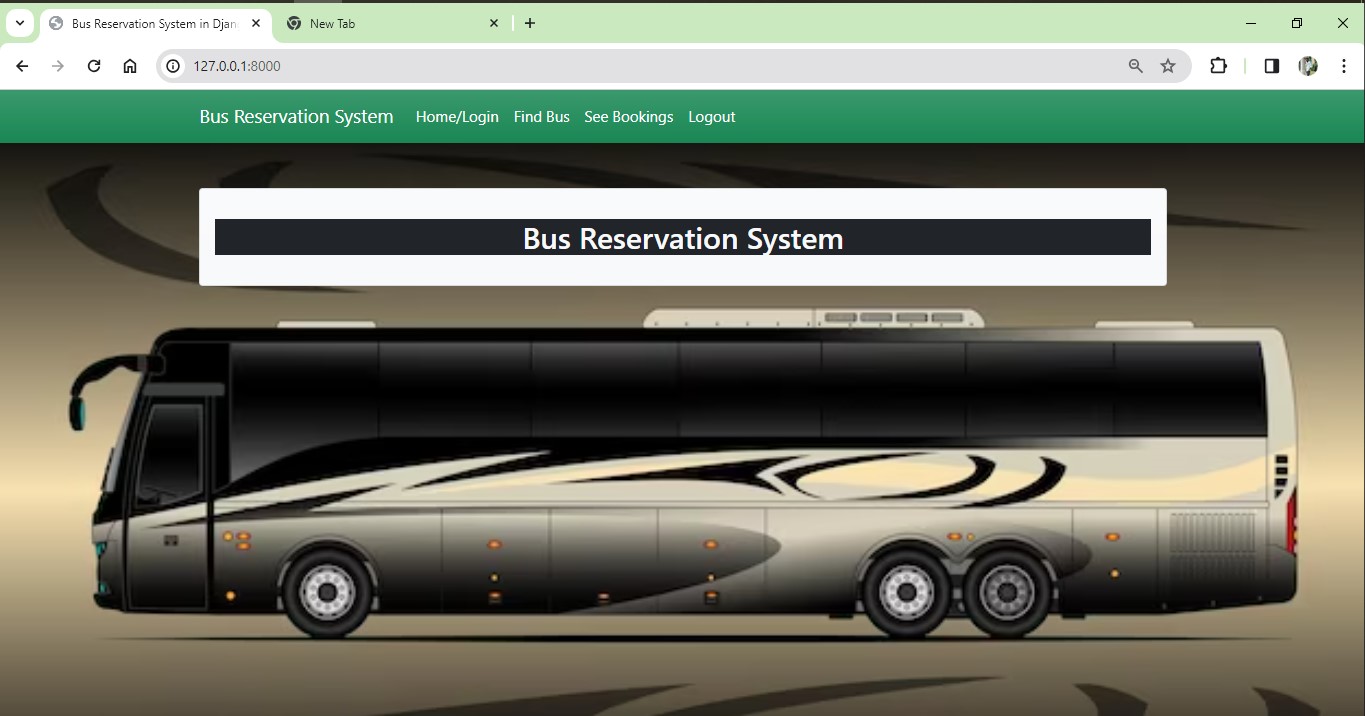 Bus Reservation System in Djan
New Tab
127.0.0.1:8000
Bus Reservation System Home/Login Find Bus See Bookings Logout
Bus Reservation System